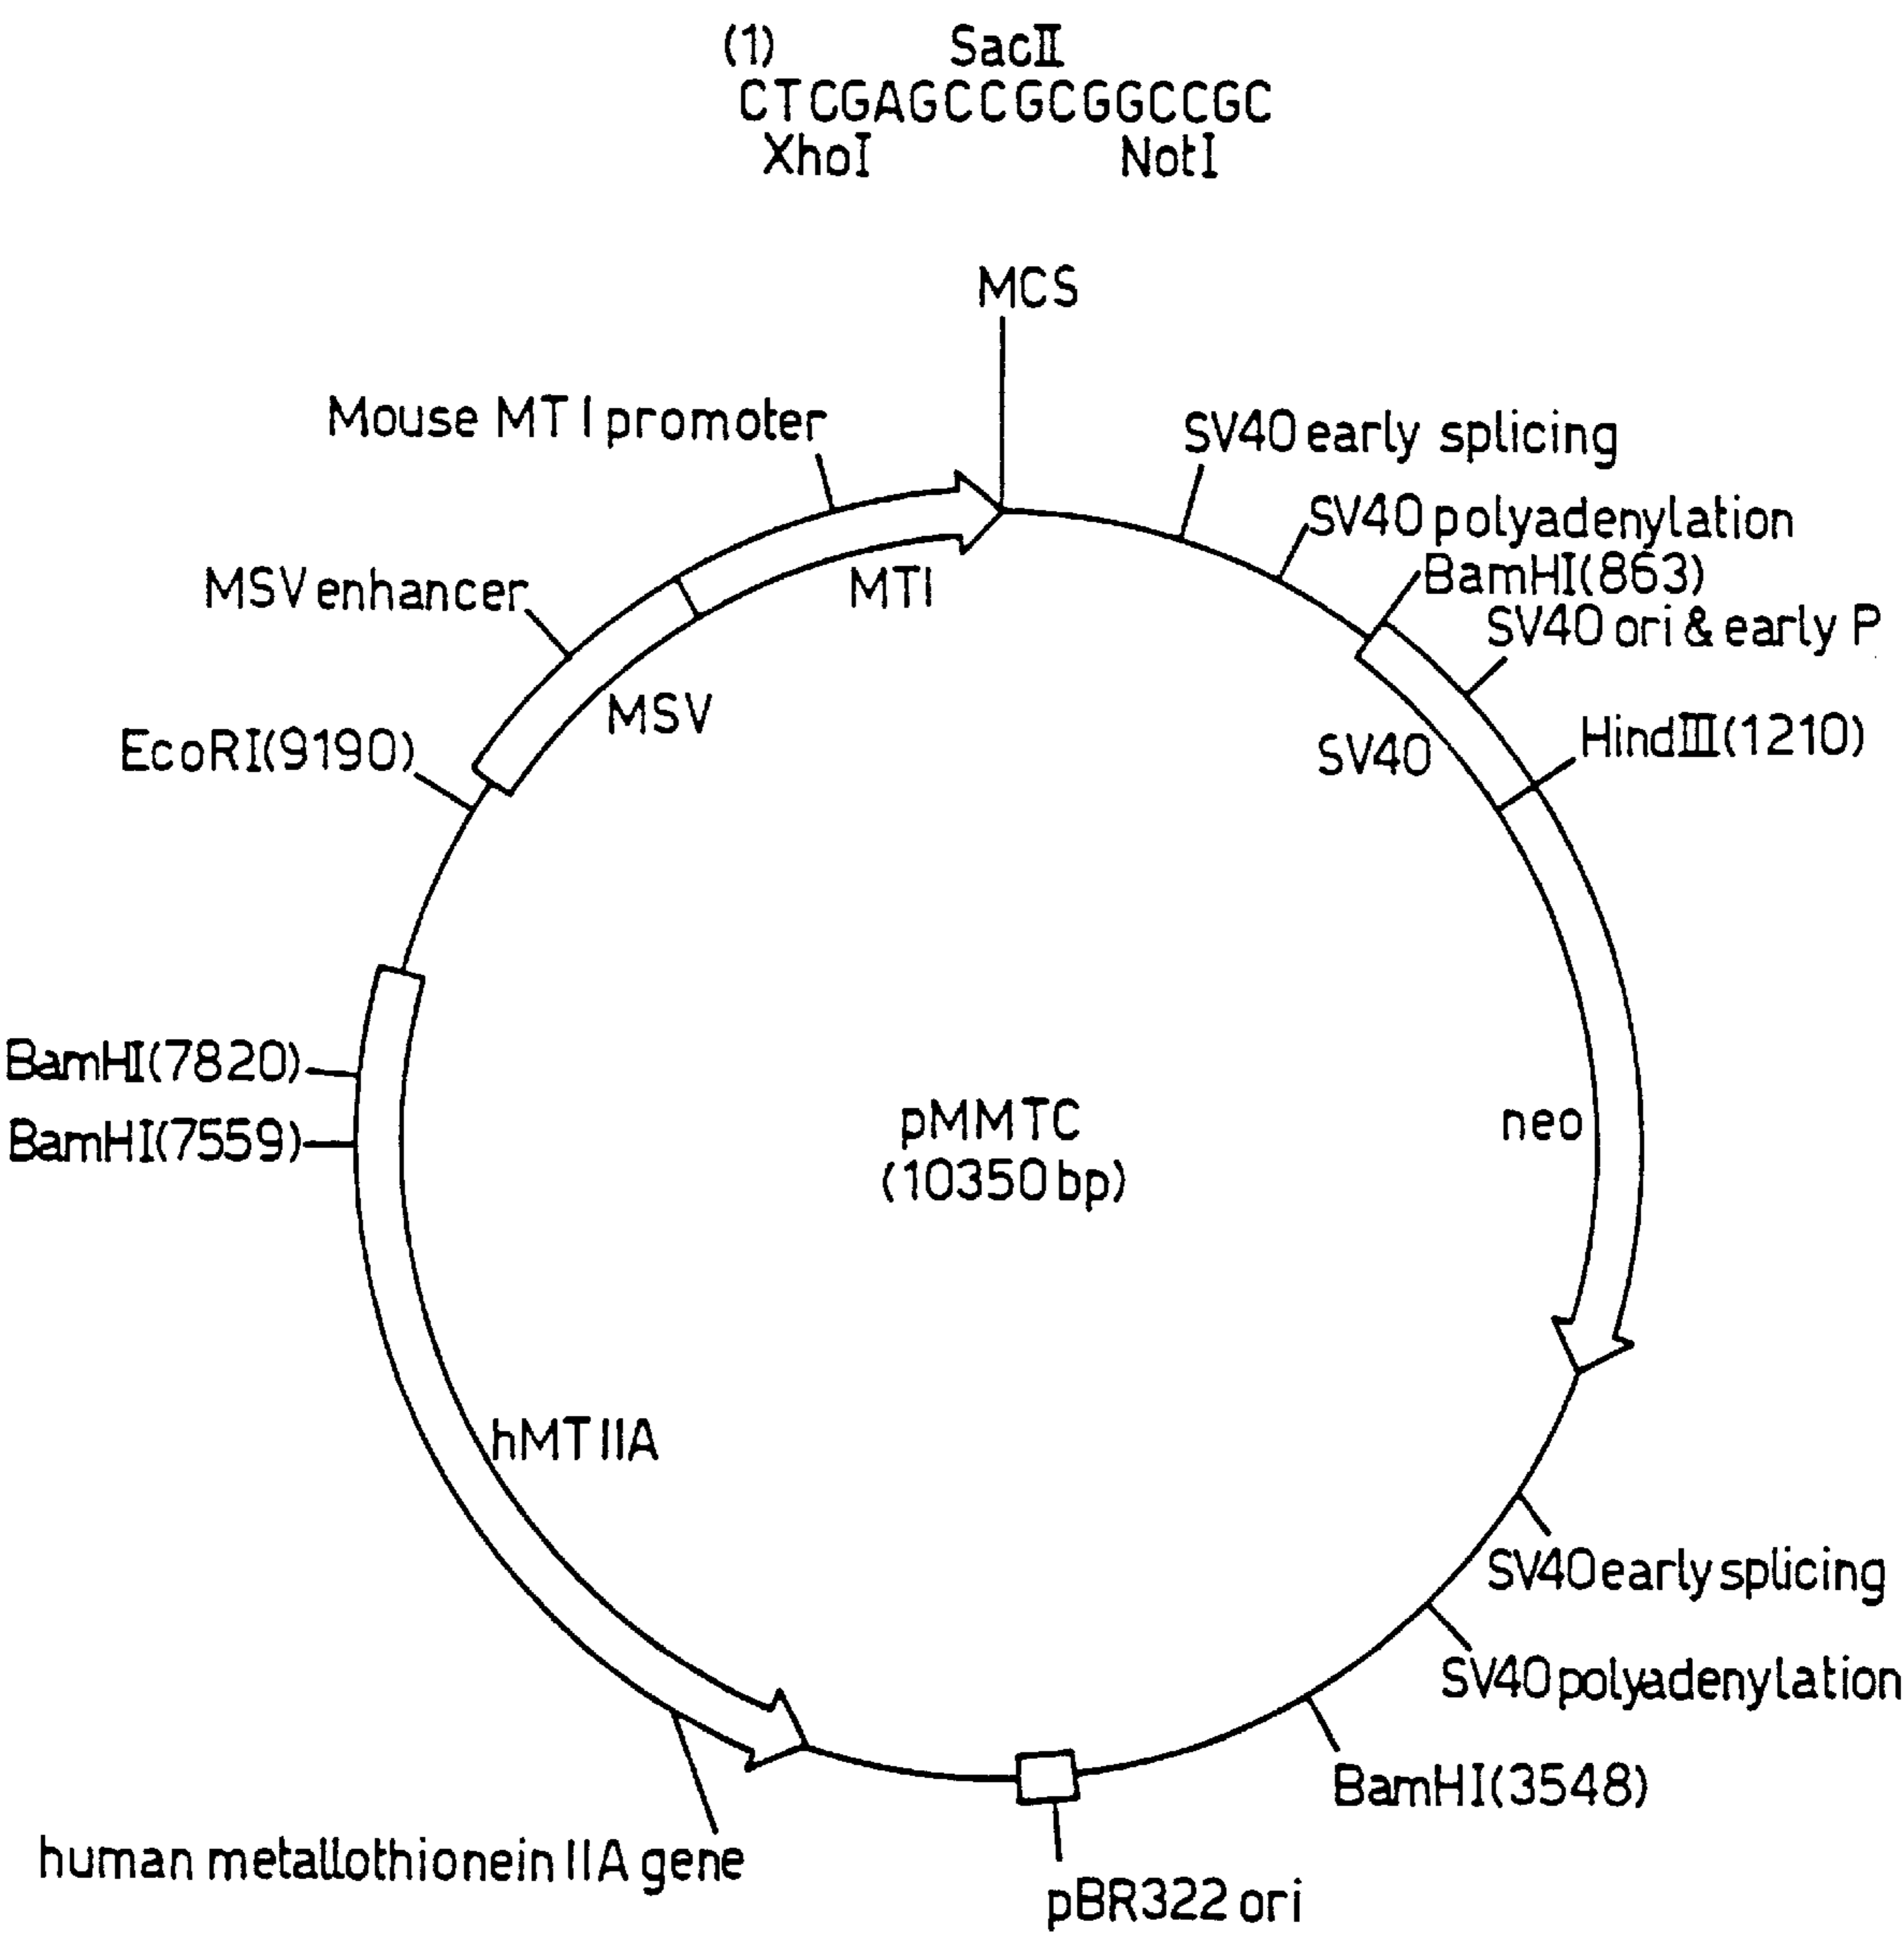 (1) SacII
CTCGAGCCGCGGCCGC
XhoI NotI
MCS
Mouse MT I promoter
SV40 early splicing
SV40 polyadenylation
BamHI(863)
MSV enhancer
MTI
SV40 ori & early P
MSV
EcoRI(9190)
SV40
HindIII(1210)
BamHI(7820)
BamHI(7559)
pMMTC
(10350 bp)
neo
hMT IIA
SV40 early splicing
SV40 polyadenylation
BamHI(3548)
human metallothionein IIA gene
pBR322 ori